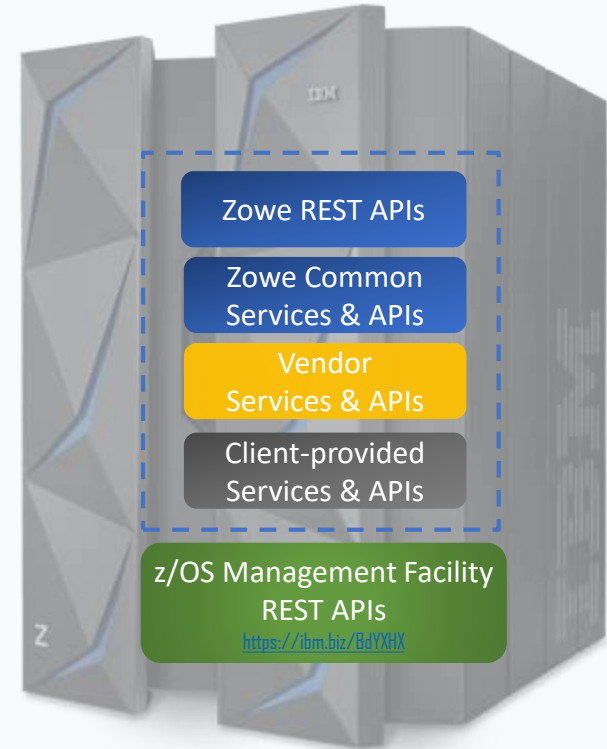 IBM
Zowe REST APIs
Zowe Common
Services & APIs
Vendor
Services & APIs
Client-provided
Services & APIs
z/OS Management Facility
REST APIs
https://ibm.biz/BdYXHX
Z
IBM